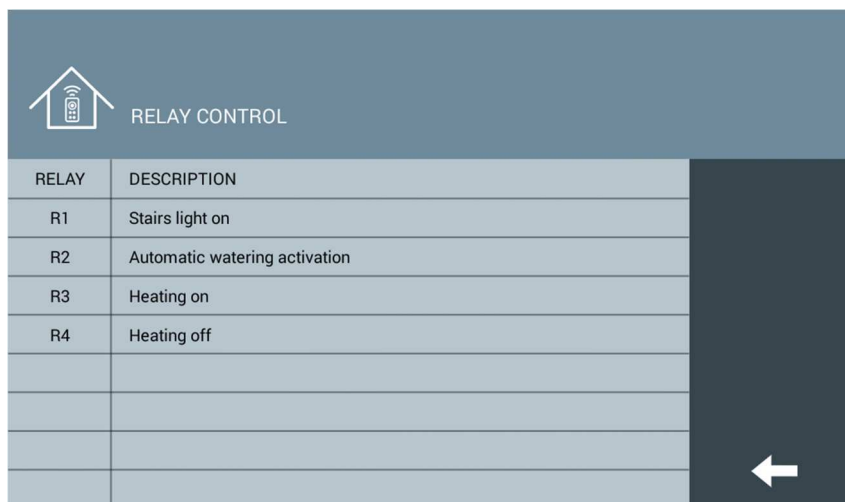 RELAY CONTROL
RELAY DESCRIPTION
R1 Stairs light on
R2 Automatic watering activation
R3 Heating on
R4 Heating off